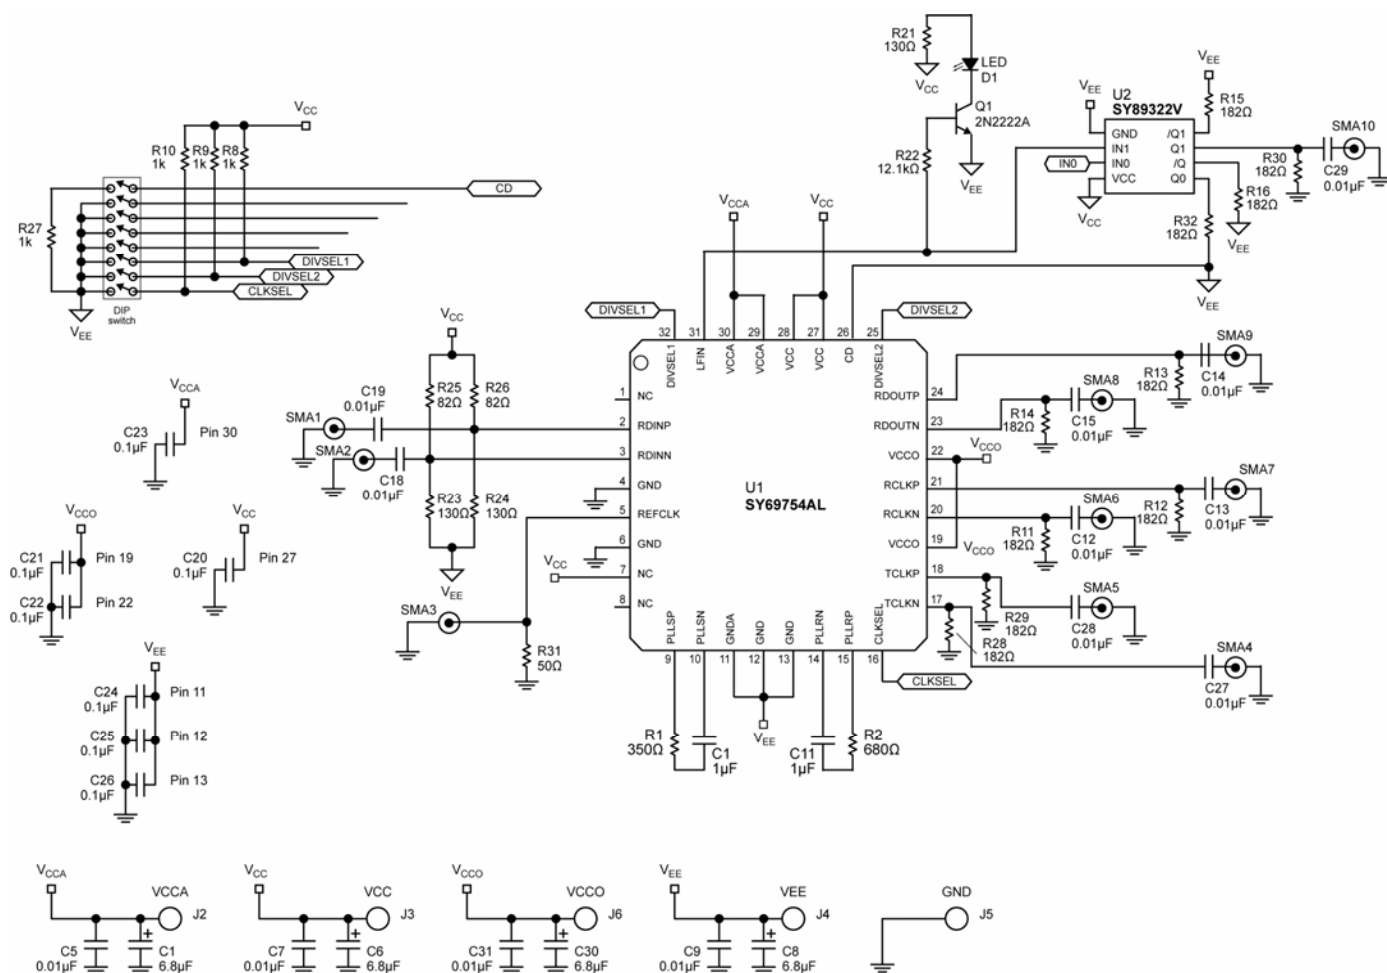 R21
130Ω
VCC
LED
D1
Q1
2N2222A
R22
12.1kΩ
VEE
VEE
U2
SY89322V
VEE
R15
182Ω
GND
IN1
IN0
VCC
/Q1
Q1
/Q
Q0
IN0
VCC
R30
182Ω
SMA10
C29
0.01µF
R16
182Ω
VEE
R32
182Ω
VEE
VCC
R10
1k
R9
1k
R8
1k
CD
R27
1k
DIVSEL1
DIVSEL2
CLKSEL
DIP
switch
VEE
VCCA
VCC
DIVSEL1
DIVSEL2
32
31
30
29
28
27
26
25
DIVSEL1
LFIN
VCCA
VCCA
VCC
VCC
CD
DIVSEL2
VCC
R25
82Ω
R26
82Ω
C19
0.01µF
SMA1
SMA2
C18
0.01µF
R23
130Ω
R24
130Ω
VEE
VCC
SMA3
R31
50Ω
1
NC
2
RDINP
3
RDINN
4
GND
5
REFCLK
6
GND
7
NC
8
NC
U1
SY69754AL
RDOUTP
24
RDOUTN
23
VCCO
22
RCLKP
21
RCLKN
20
VCCO
19
TCLKP
18
TCLKN
17
PLLSP
PLLSN
GNDA
GND
GND
PLLRN
PLLRP
CLKSEL
9
10
11
12
13
14
15
16
CLKSEL
R1
350Ω
C1
1µF
VEE
C11
1µF
R2
680Ω
SMA9
R13
182Ω
C14
0.01µF
SMA8
R14
182Ω
C15
0.01µF
VCCO
SMA7
R12
182Ω
C13
0.01µF
SMA6
R11
182Ω
C12
0.01µF
VCCO
SMA5
R29
182Ω
C28
0.01µF
R28
182Ω
SMA4
C27
0.01µF
VCCA
C23
0.1µF
Pin 30
VCCO
C21
0.1µF
Pin 19
C22
0.1µF
Pin 22
VCC
C20
0.1µF
Pin 27
VEE
C24
0.1µF
Pin 11
C25
0.1µF
Pin 12
C26
0.1µF
Pin 13
VCCA
VCCA
J2
C5
0.01µF
C1
6.8µF
+
VCC
VCC
J3
C7
0.01µF
C6
6.8µF
+
VCCO
VCCO
J6
C31
0.01µF
C30
6.8µF
+
VEE
VEE
J4
C9
0.01µF
C8
6.8µF
+
GND
J5